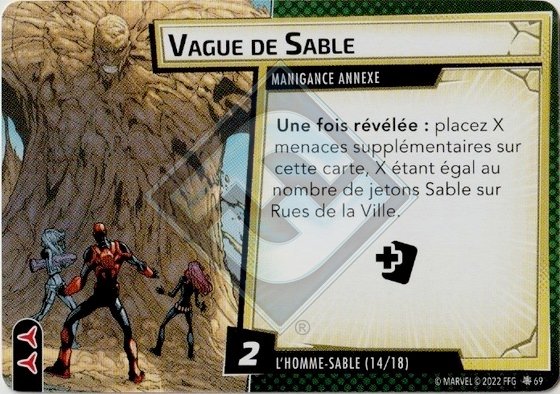 Vague de Sable
MANIGANCE ANNEXE
Une fois révélée : placez X
menaces supplémentaires sur
cette carte, X étant égal au
nombre de jetons Sable sur
Rues de la Ville.
2
L'HOMME-SABLE (14/18)
© MARVEL © 2022 FFG 69
®